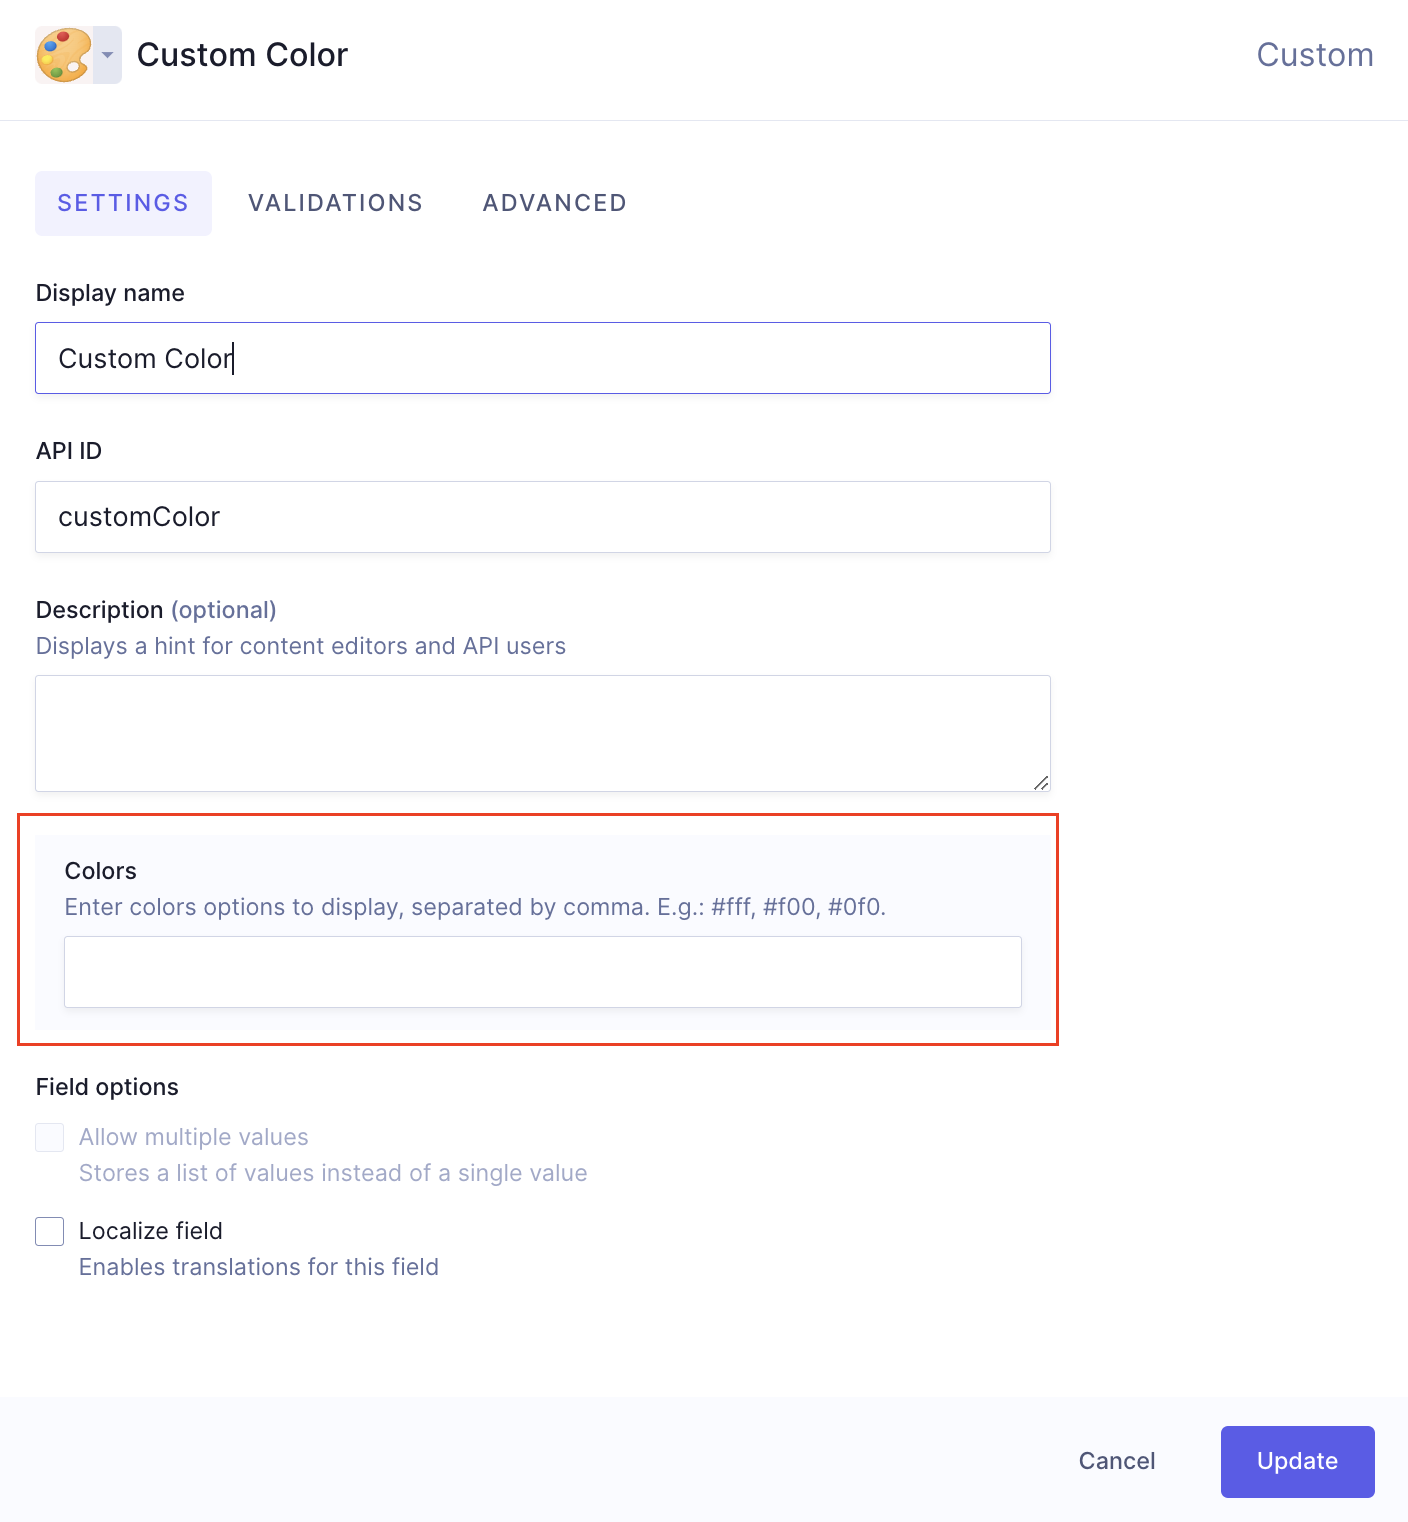 Custom Color
Custom
SETTINGS
VALIDATIONS
ADVANCED
Display name
Custom Color
API ID
customColor
Description (optional)
Displays a hint for content editors and API users
Colors
Enter colors options to display, separated by comma. E.g.: #fff, #f00, #0f0.
Field options
Allow multiple values
Stores a list of values instead of a single value
Localize field
Enables translations for this field
Cancel
Update